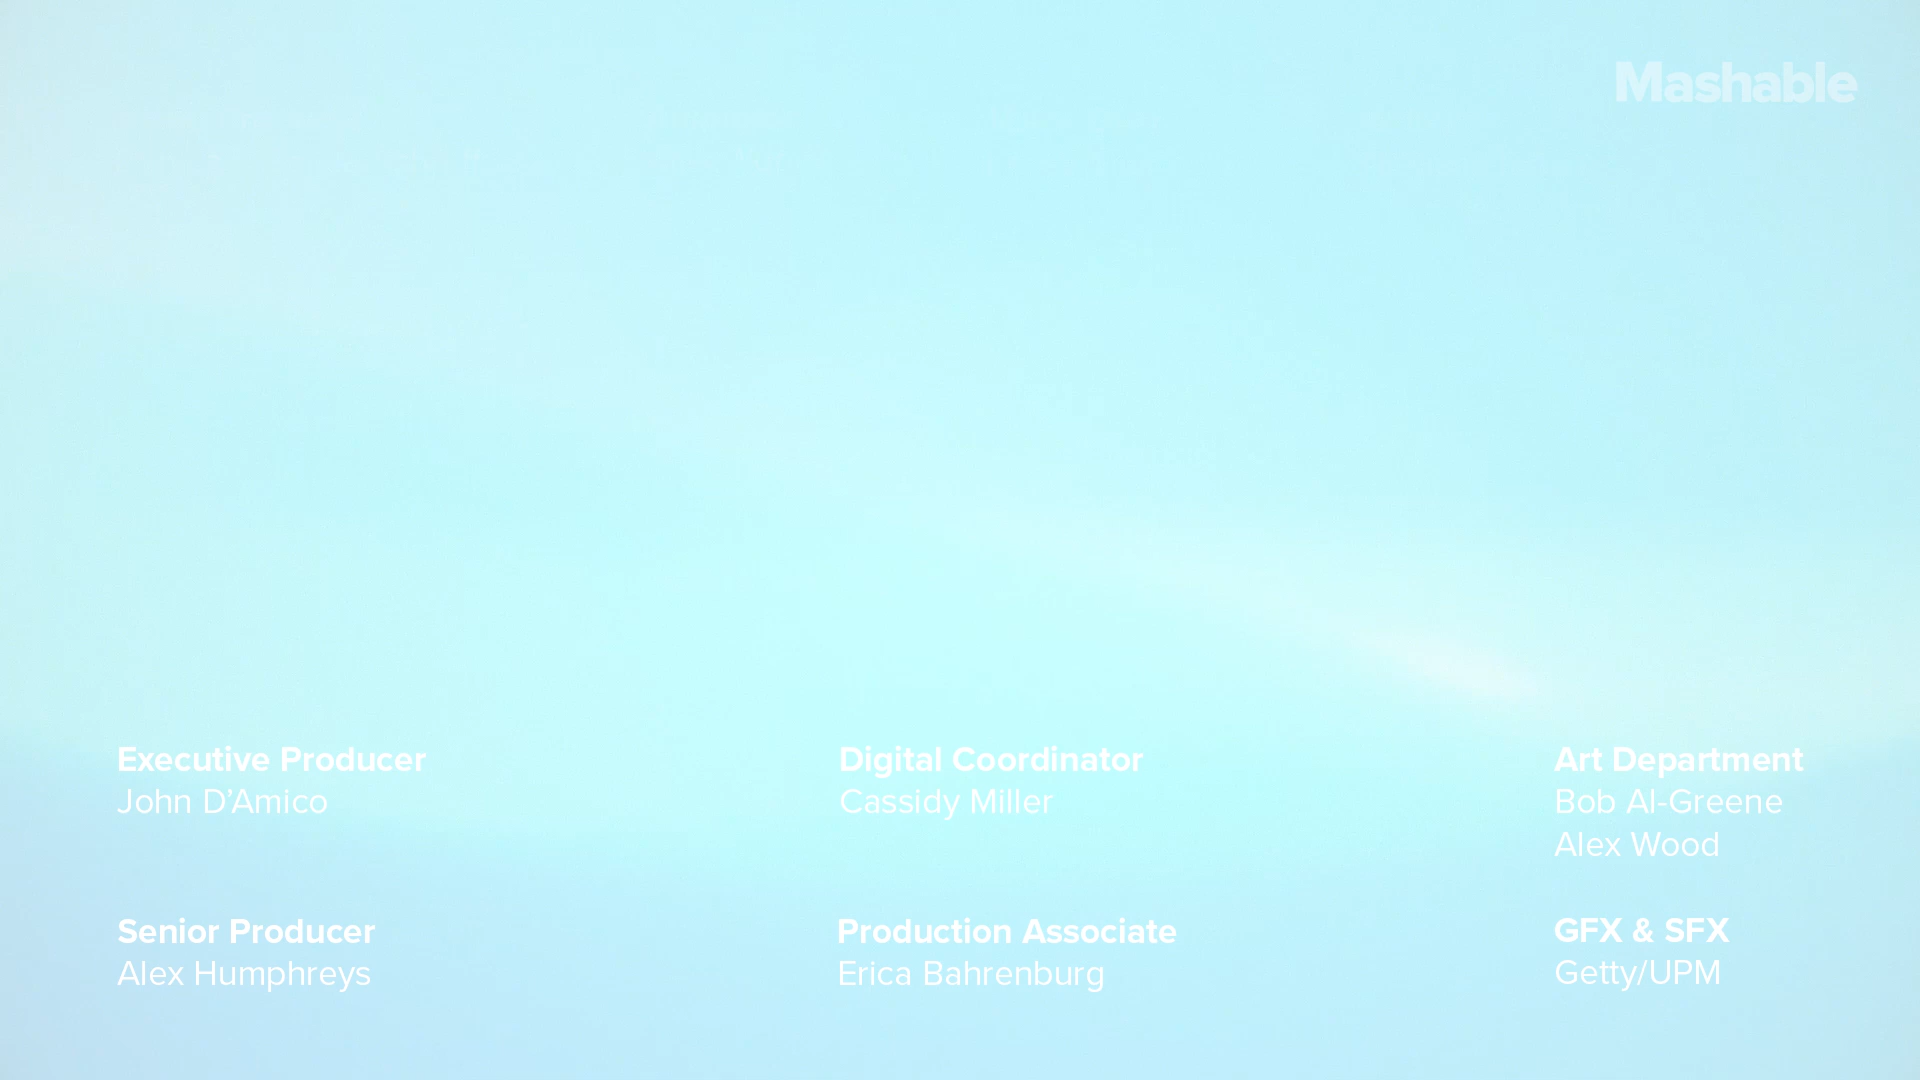 Mashable
Executive Producer
John D’Amico
Digital Coordinator
Cassidy Miller
Art Department
Bob Al-Greene
Alex Wood
Senior Producer
Alex Humphreys
Production Associate
Erica Bahrenburg
GFX & SFX
Getty/UPM